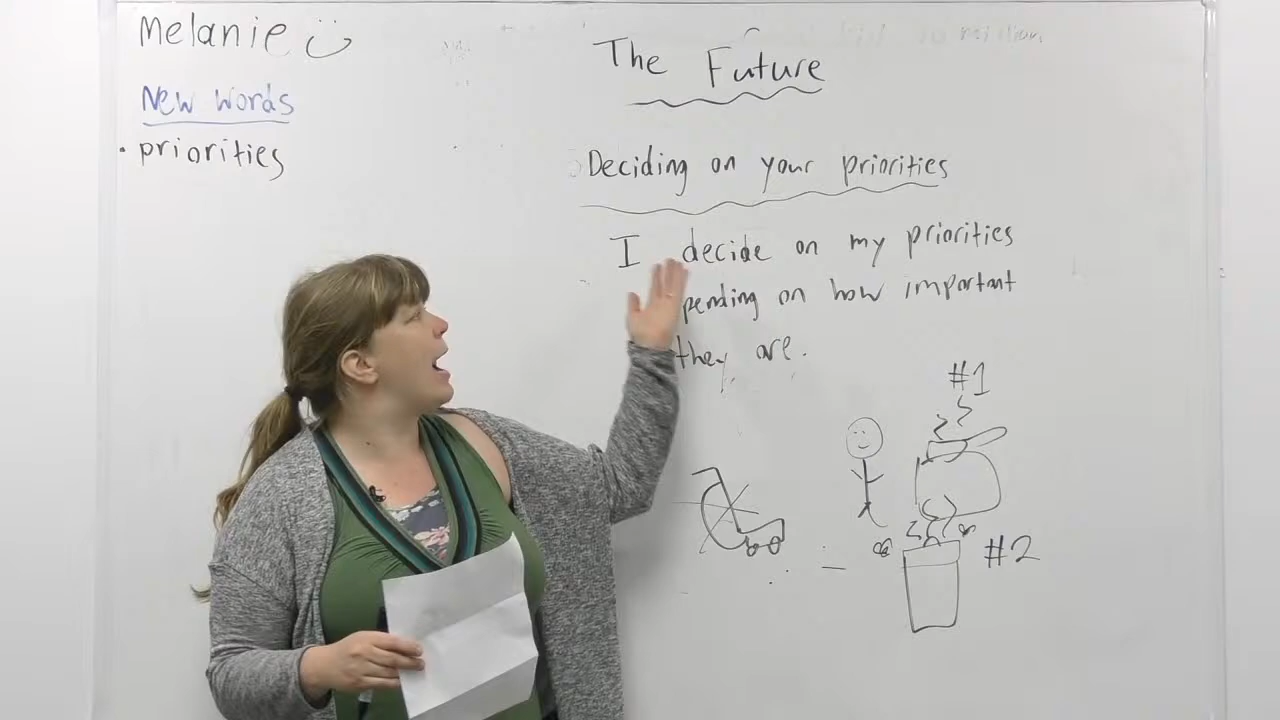 Melanie
New words
• priorities
The Future
Deciding on your priorities
I decide on my priorities
pending on how important
they are.
#1
#2